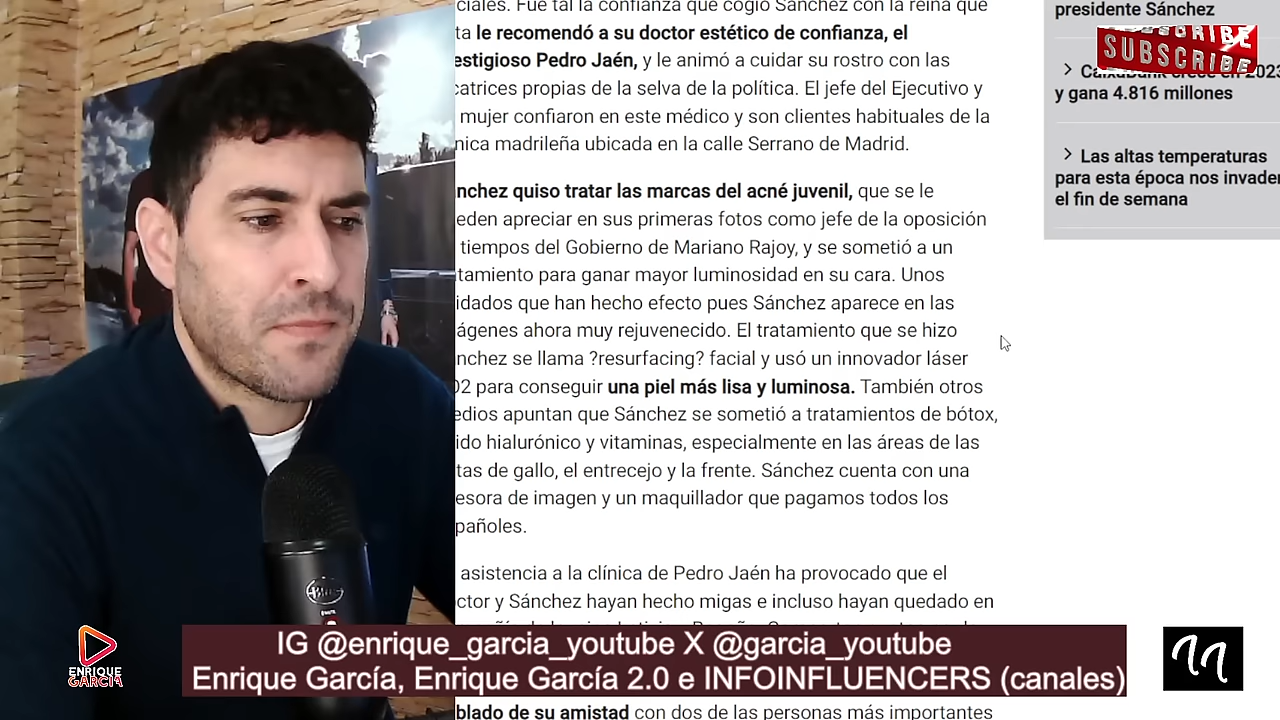 ciales. Fue tal la confianza que cogió Sánchez con la reina que
ta le recomendó a su doctor estético de confianza, el
estigioso Pedro Jaén, y le animó a cuidar su rostro con las
catrices propias de la selva de la política. El jefe del Ejecutivo y
mujer confiaron en este médico y son clientes habituales de la
nica madrileña ubicada en la calle Serrano de Madrid.
nchez quiso tratar las marcas del acné juvenil, que se le
eden apreciar en sus primeras fotos como jefe de la oposición
tiempos del Gobierno de Mariano Rajoy, y se sometió a un
tamiento para ganar mayor luminosidad en su cara. Unos
idados que han hecho efecto pues Sánchez aparece en las
ágenes ahora muy rejuvenecido. El tratamiento que se hizo
nchez se llama ?resurfacing? facial y usó un innovador láser
O2 para conseguir una piel más lisa y luminosa. También otros
edios apuntan que Sánchez se sometió a tratamientos de bótox,
ido hialurónico y vitaminas, especialmente en las áreas de las
tas de gallo, el entrecejo y la frente. Sánchez cuenta con una
esora de imagen y un maquillador que pagamos todos los
pañoles.
asistencia a la clínica de Pedro Jaén ha provocado que el
ctor y Sánchez hayan hecho migas e incluso hayan quedado en
blado de su amistad con dos de las personas más importantes
presidente Sánchez
SUBSCRIBE
SUBSCRIBE
CaixaBank crece en 2023
y gana 4.816 millones
Las altas temperaturas
para esta época nos invaden
el fin de semana
IG @enrique_garcia_youtube X @garcia_youtube
Enrique García, Enrique García 2.0 e INFOINFLUENCERS (canales)
ENRIQUE
GARCÍA
Blue